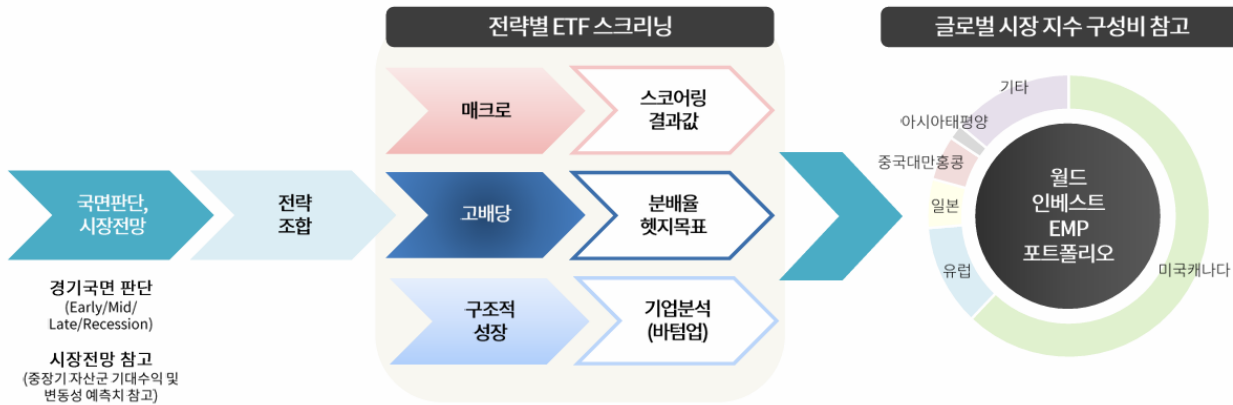 전략별 ETF 스크리닝
글로벌 시장 지수 구성비 참고
국면판단,
시장전망
전략
조합
매크로
스코어링
결과값
고배당
분배율
헷지목표
구조적
성장
기업분석
(바텀업)
경기국면 판단
(Early/Mid/
Late/Recession)
시장전망 참고
(중장기 자산군 기대수익 및
변동성 예측치 참고)
기타
아시아태평양
중국대만홍콩
일본
유럽
미국캐나다
월드
인베스트
EMP
포트폴리오